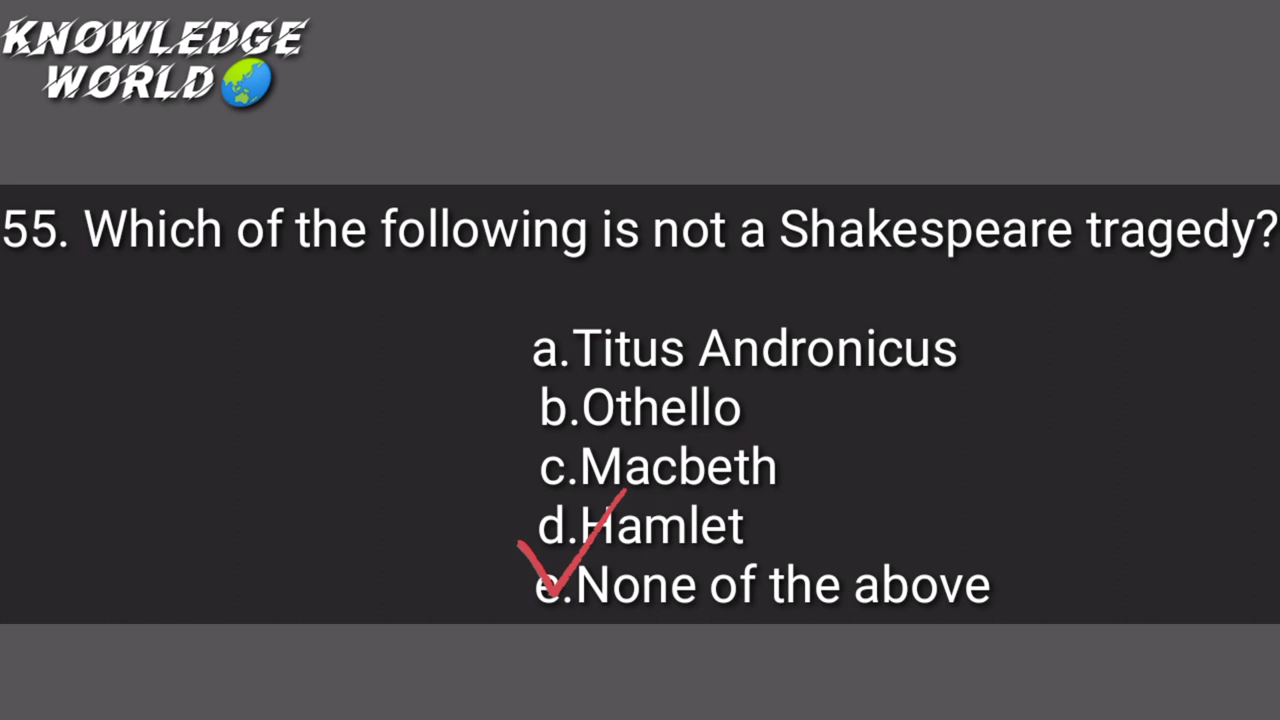 KNOWLEDGE
WORLD
55. Which of the following is not a Shakespeare tragedy?
a.Titus Andronicus
b.Othello
c.Macbeth
d.Hamlet
e.None of the above